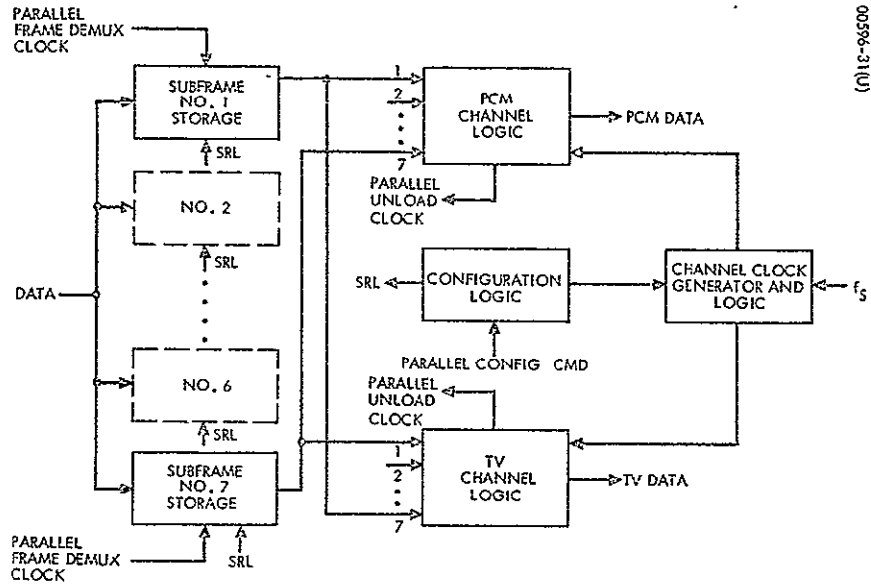 PARALLEL
FRAME DEMUX
CLOCK
00596-31(U)
SUBFRAME
NO. 1
STORAGE
1
2
7
PCM
CHANNEL
LOGIC
PCM DATA
SRL
PARALLEL
UNLOAD
CLOCK
NO. 2
SRL
DATA
SRL
CONFIGURATION
LOGIC
CHANNEL CLOCK
GENERATOR AND
LOGIC
fS
PARALLEL CONFIG CMD
NO. 6
PARALLEL
UNLOAD
CLOCK
SRL
SUBFRAME
NO. 7
STORAGE
1
2
7
TV
CHANNEL
LOGIC
TV DATA
PARALLEL
FRAME DEMUX
CLOCK
SRL